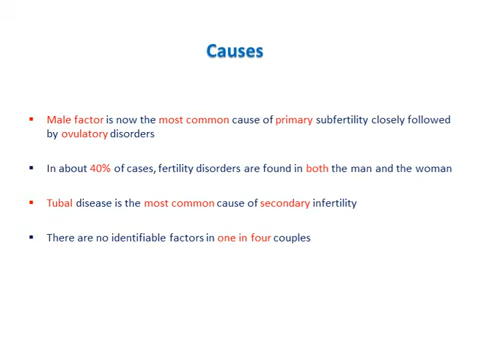 Causes
▪ Male factor is now the most common cause of primary subfertility closely followed
by ovulatory disorders
▪ In about 40% of cases, fertility disorders are found in both the man and the woman
▪ Tubal disease is the most common cause of secondary infertility
▪ There are no identifiable factors in one in four couples